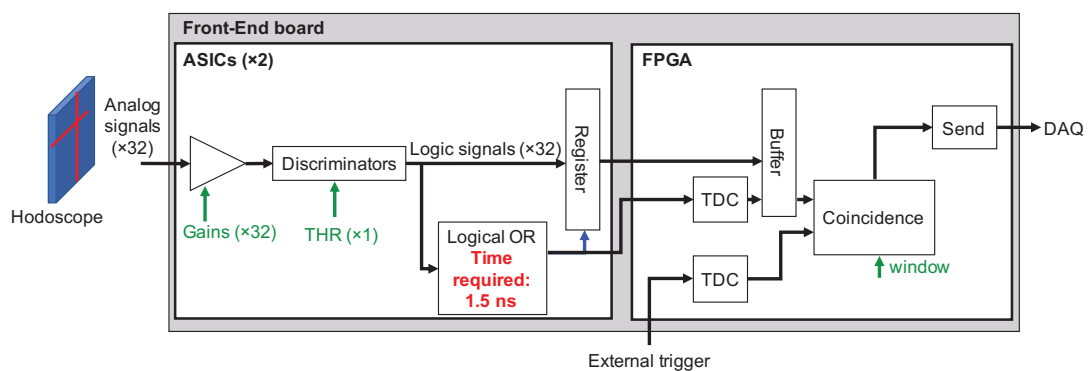 Front-End board
ASICs (×2)
FPGA
Analog
signals
(×32)
Hodoscope
Discriminators
Logic signals (×32)
Register
Buffer
Send
DAQ
Gains (×32)
THR (×1)
Logical OR
Time
required:
1.5 ns
TDC
Coincidence
TDC
window
External trigger